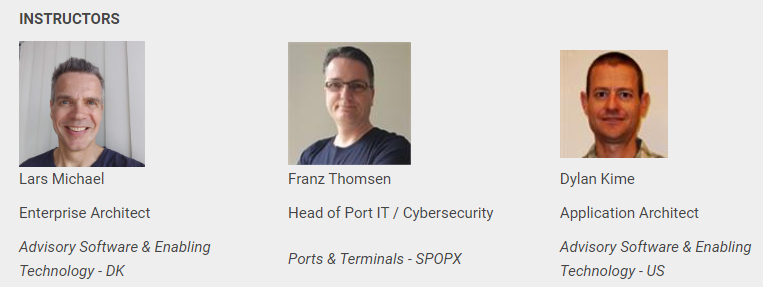 INSTRUCTORS
Lars Michael
Enterprise Architect
Advisory Software & Enabling
Technology - DK
Franz Thomsen
Head of Port IT / Cybersecurity
Ports & Terminals - SPOPX
Dylan Kime
Application Architect
Advisory Software & Enabling
Technology - US